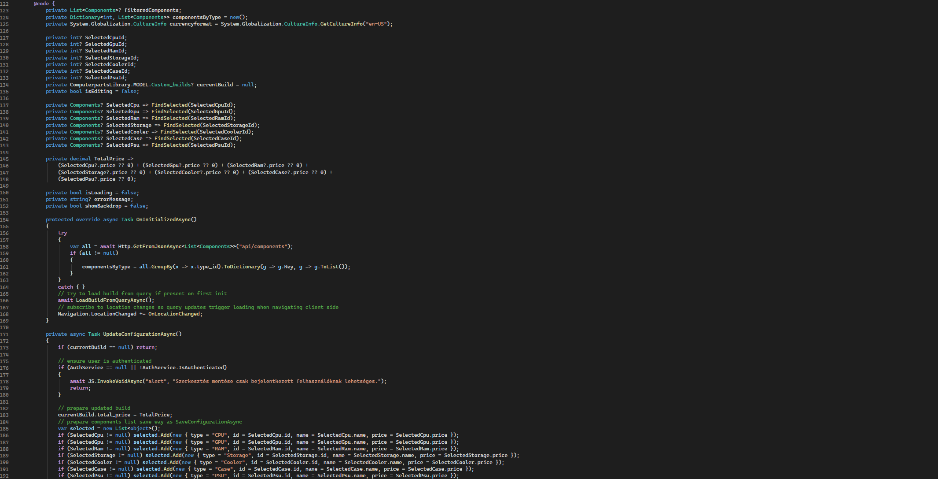 @code {
private List<Components>? filteredComponents;
private Dictionary<int, List<Components>> componentsByType = new();
private System.Globalization.CultureInfo currencyFormat = System.Globalization.CultureInfo.GetCultureInfo("en-US");
private int? SelectedCpuId;
private int? SelectedGpuId;
private int? SelectedRamId;
private int? SelectedStorageId;
private int? SelectedCoolerId;
private int? SelectedCaseId;
private int? SelectedPsuId;
private ComputerpartsLibrary.MODEL.Custom_builds? currentBuild = null;
private bool isEditing = false;
private Components? SelectedCpu => FindSelected(SelectedCpuId);
private Components? SelectedGpu => FindSelected(SelectedGpuId);
private Components? SelectedRam => FindSelected(SelectedRamId);
private Components? SelectedStorage => FindSelected(SelectedStorageId);
private Components? SelectedCooler => FindSelected(SelectedCoolerId);
private Components? SelectedCase => FindSelected(SelectedCaseId);
private Components? SelectedPsu => FindSelected(SelectedPsuId);
private decimal TotalPrice =>
(SelectedCpu?.price ?? 0) + (SelectedGpu?.price ?? 0) + (SelectedRam?.price ?? 0) +
(SelectedStorage?.price ?? 0) + (SelectedCooler?.price ?? 0) + (SelectedCase?.price ?? 0) +
(SelectedPsu?.price ?? 0);
private bool isLoading = false;
private string? errorMessage;
private bool showBackdrop = false;
protected override async Task OnInitializedAsync()
{
try
{
var all = await Http.GetFromJsonAsync<List<Components>>("api/components");
if (all != null)
{
componentsByType = all.GroupBy(x => x.type_id).ToDictionary(g => g.Key, g => g.ToList());
}
}
catch { }
// try to load build from query if present on first init
await LoadBuildFromQueryAsync();
// subscribe to location changes so query updates trigger loading when navigating client side
Navigation.LocationChanged += OnLocationChanged;
}
private async Task UpdateConfigurationAsync()
{
if (currentBuild == null) return;
// ensure user is authenticated
if (AuthService == null || !AuthService.IsAuthenticated)
{
await JS.InvokeVoidAsync("alert", "Szerkesztés mentése csak bejelentkezett felhasználóknak lehetséges.");
return;
}
// prepare updated build
currentBuild.total_price = TotalPrice;
// prepare components list same way as SaveConfigurationAsync
var selected = new List<object>();
if (SelectedCpu != null) selected.Add(new { type = "CPU", id = SelectedCpu.id, name = SelectedCpu.name, price = SelectedCpu.price });
if (SelectedGpu != null) selected.Add(new { type = "GPU", id = SelectedGpu.id, name = SelectedGpu.name, price = SelectedGpu.price });
if (SelectedRam != null) selected.Add(new { type = "RAM", id = SelectedRam.id, name = SelectedRam.name, price = SelectedRam.price });
if (SelectedStorage != null) selected.Add(new { type = "Storage", id = SelectedStorage.id, name = SelectedStorage.name, price = SelectedStorage.price });
if (SelectedCooler != null) selected.Add(new { type = "Cooler", id = SelectedCooler.id, name = SelectedCooler.name, price = SelectedCooler.price });
if (SelectedCase != null) selected.Add(new { type = "Case", id = SelectedCase.id, name = SelectedCase.name, price = SelectedCase.price });
if (SelectedPsu != null) selected.Add(new { type = "PSU", id = SelectedPsu.id, name = SelectedPsu.name, price = SelectedPsu.price });